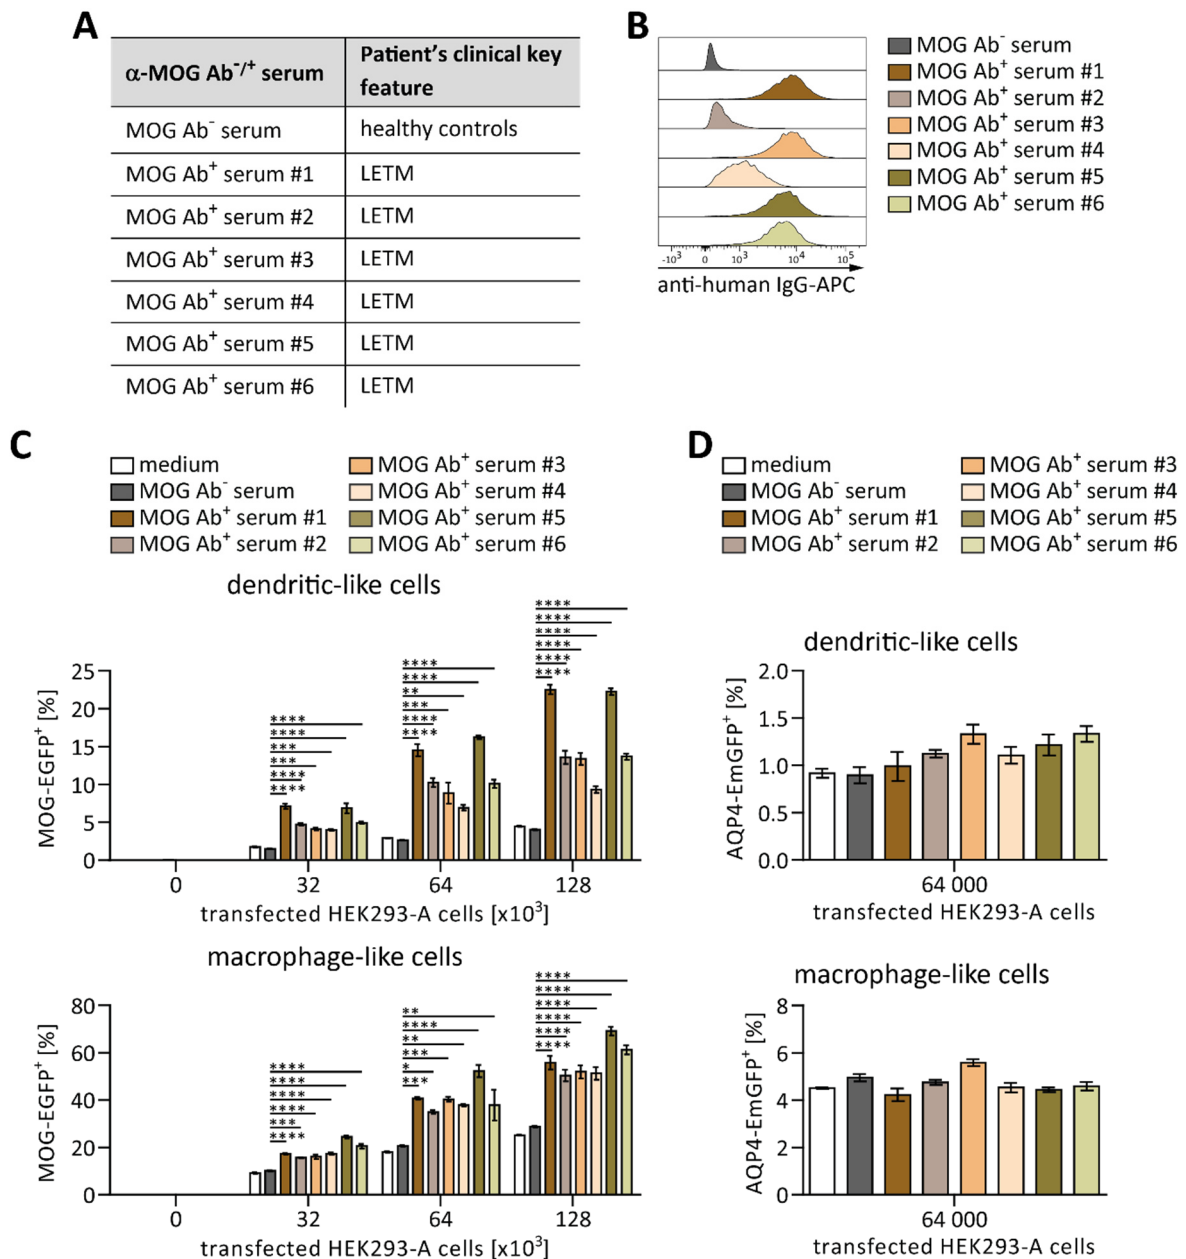 A
α-MOG Ab⁻/⁺ serum
Patient's clinical key
feature
MOG Ab⁻ serum healthy controls
MOG Ab⁺ serum #1 LETM
MOG Ab⁺ serum #2 LETM
MOG Ab⁺ serum #3 LETM
MOG Ab⁺ serum #4 LETM
MOG Ab⁺ serum #5 LETM
MOG Ab⁺ serum #6 LETM
B
-10³ 0 10³ 10⁴ 10⁵
anti-human IgG-APC
MOG Ab⁻ serum
MOG Ab⁺ serum #1
MOG Ab⁺ serum #2
MOG Ab⁺ serum #3
MOG Ab⁺ serum #4
MOG Ab⁺ serum #5
MOG Ab⁺ serum #6
C
medium
MOG Ab⁻ serum
MOG Ab⁺ serum #1
MOG Ab⁺ serum #2
MOG Ab⁺ serum #3
MOG Ab⁺ serum #4
MOG Ab⁺ serum #5
MOG Ab⁺ serum #6
dendritic-like cells
MOG-EGFP⁺ [%]
25
20
15
10
5
0
****
****
***
***
****
****
****
****
**
***
****
****
****
****
****
****
****
****
0 32 64 128
transfected HEK293-A cells [x10³]
macrophage-like cells
MOG-EGFP⁺ [%]
80
60
40
20
0
****
****
****
****
***
****
**
****
**
***
*
***
****
****
****
****
****
****
0 32 64 128
transfected HEK293-A cells [x10³]
D
medium
MOG Ab⁻ serum
MOG Ab⁺ serum #1
MOG Ab⁺ serum #2
MOG Ab⁺ serum #3
MOG Ab⁺ serum #4
MOG Ab⁺ serum #5
MOG Ab⁺ serum #6
dendritic-like cells
AQP4-EmGFP⁺ [%]
2.0
1.5
1.0
0.5
0.0
64 000
transfected HEK293-A cells
macrophage-like cells
AQP4-EmGFP⁺ [%]
8
6
4
2
0
64 000
transfected HEK293-A cells